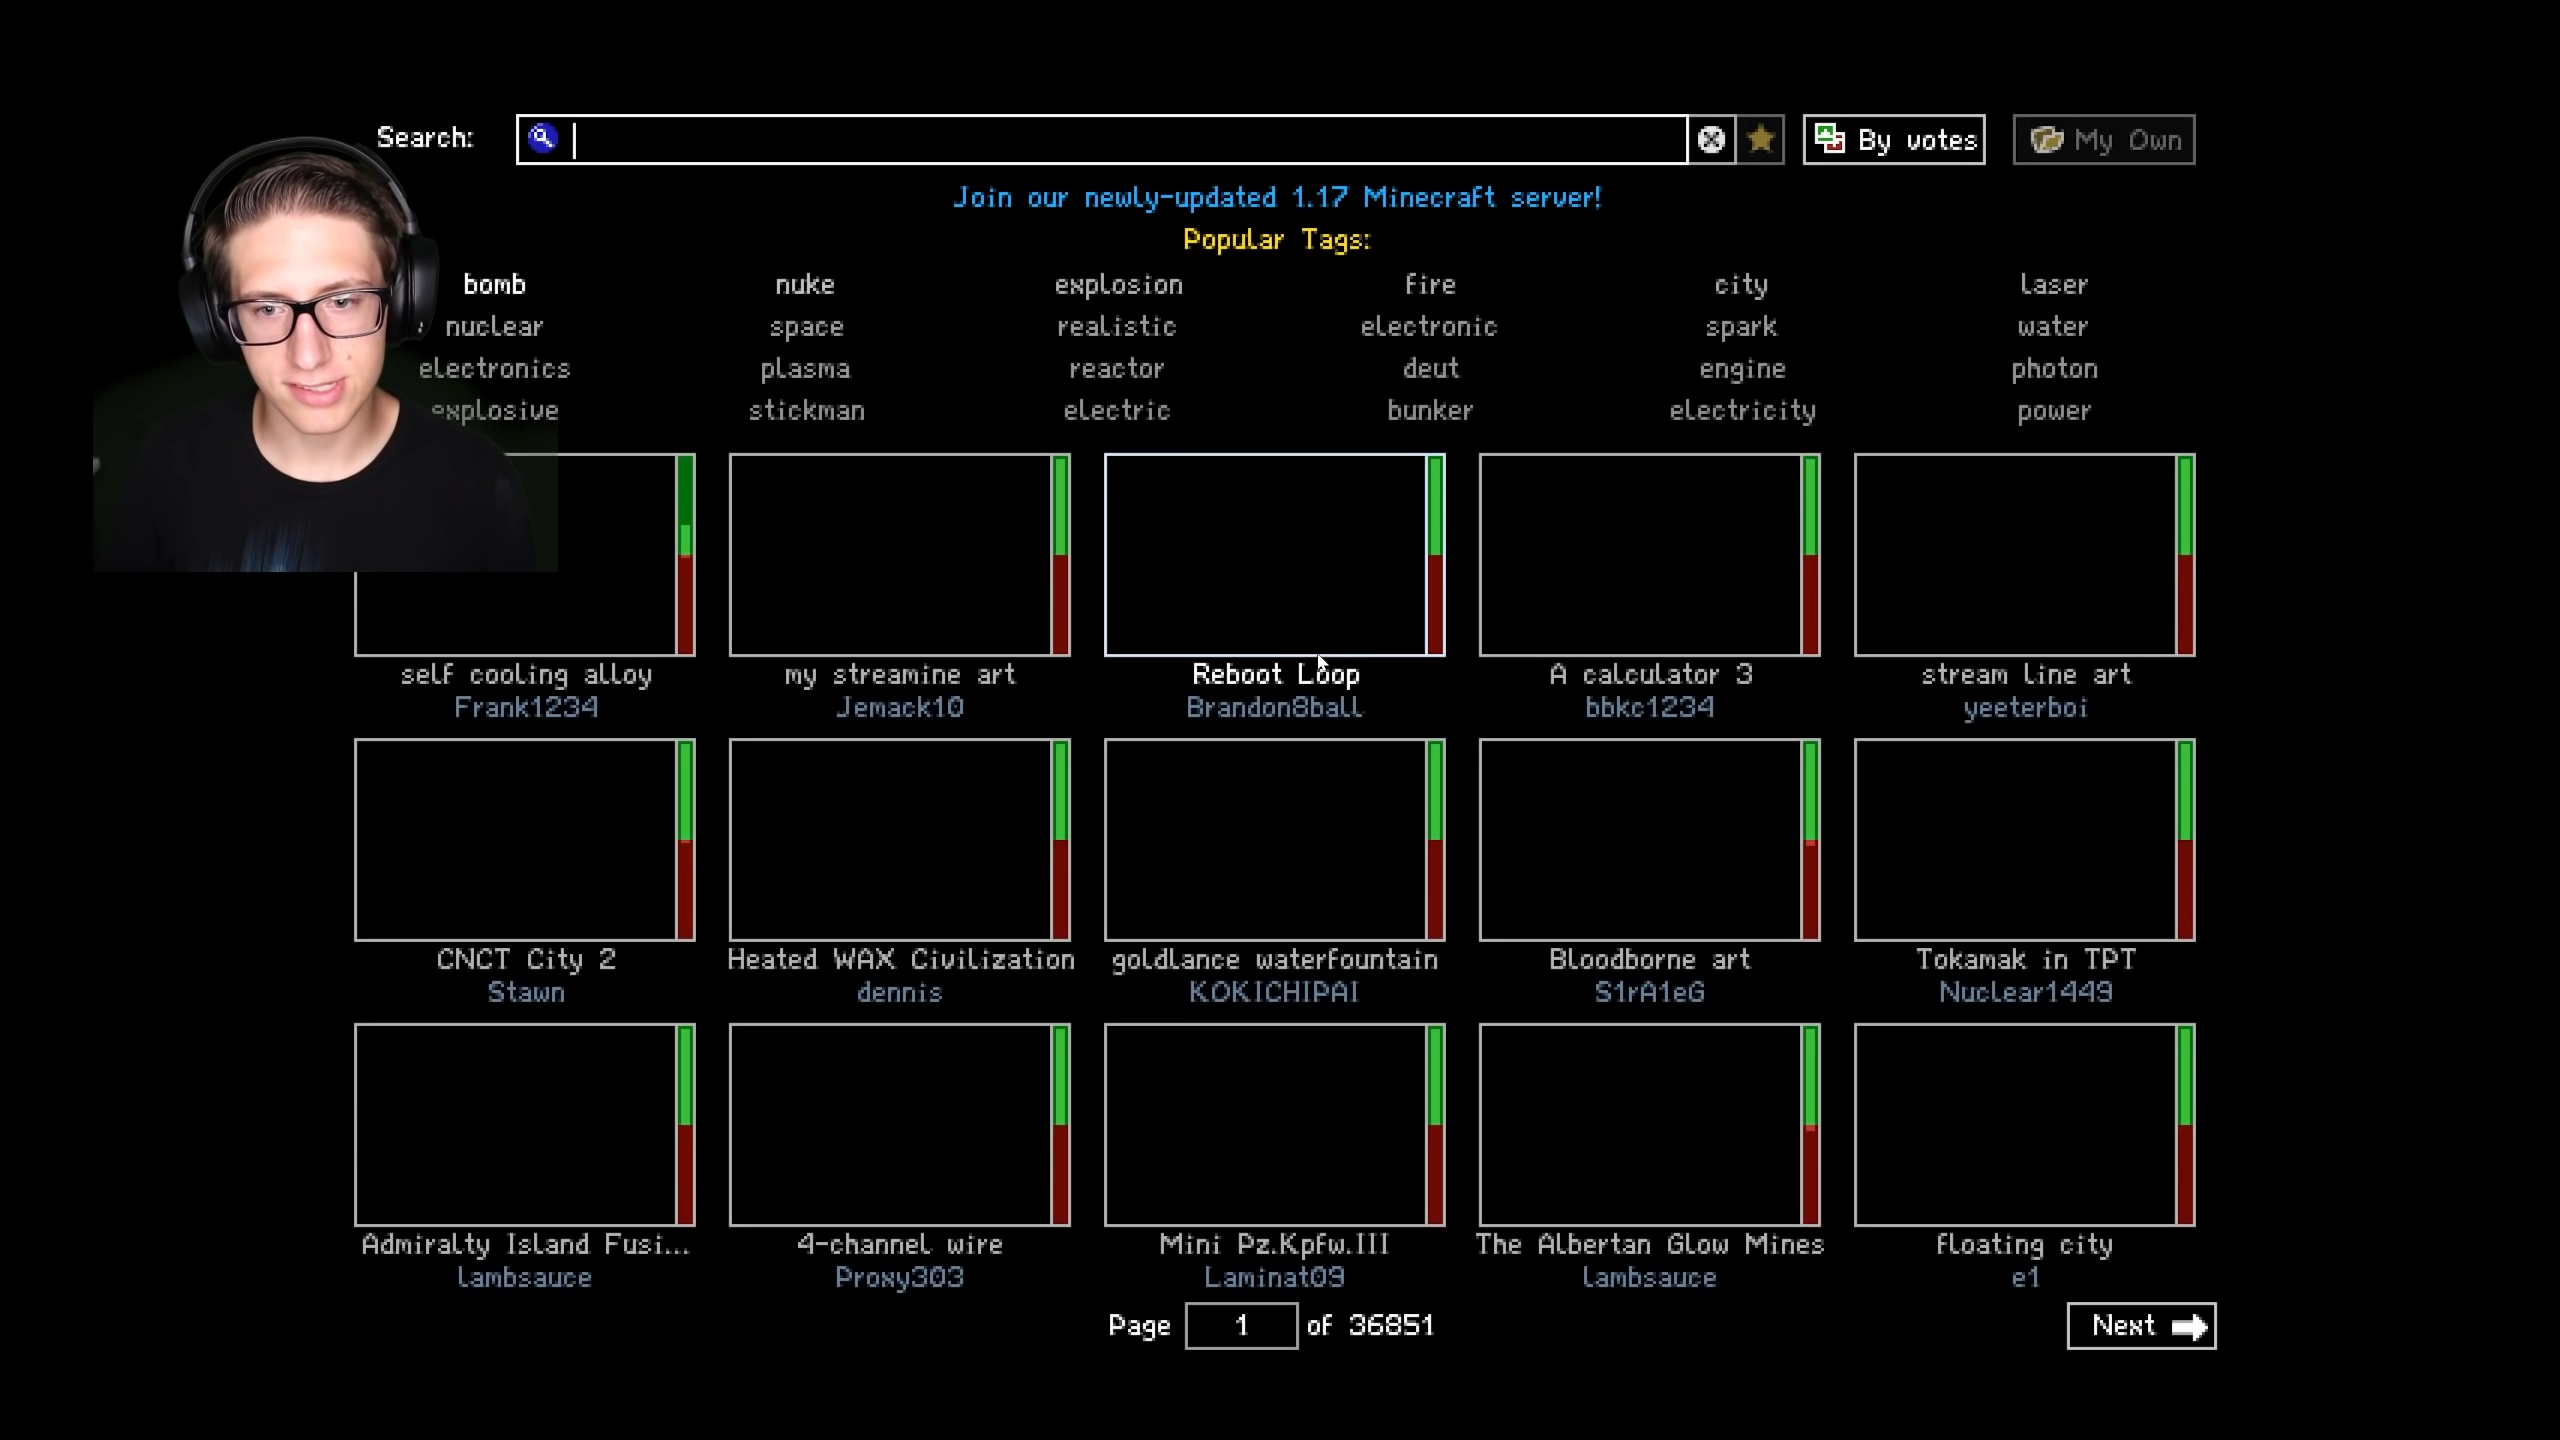 Search:
By votes
My Own
Join our newly-updated 1.17 Minecraft server!
Popular Tags:
bomb nuke explosion fire city laser
nuclear space realistic electronic spark water
electronics plasma reactor deut engine photon
explosive stickman electric bunker electricity power
self cooling alloy my streamine art Reboot Loop A calculator 3 stream line art
Frank1234 Jemack10 Brandon8ball bbkc1234 yeeterboi
CNCT City 2 Heated WAX Civilization goldlance waterfountain Bloodborne art Tokamak in TPT
Stawn dennis KOKICHIPAI S1rA1eG Nuclear1449
Admiralty Island Fusi... 4-channel wire Mini Pz.Kpfw.III The Albertan Glow Mines floating city
lambsauce Proxy303 Laminat09 lambsauce e1
Page 1 of 36851
Next